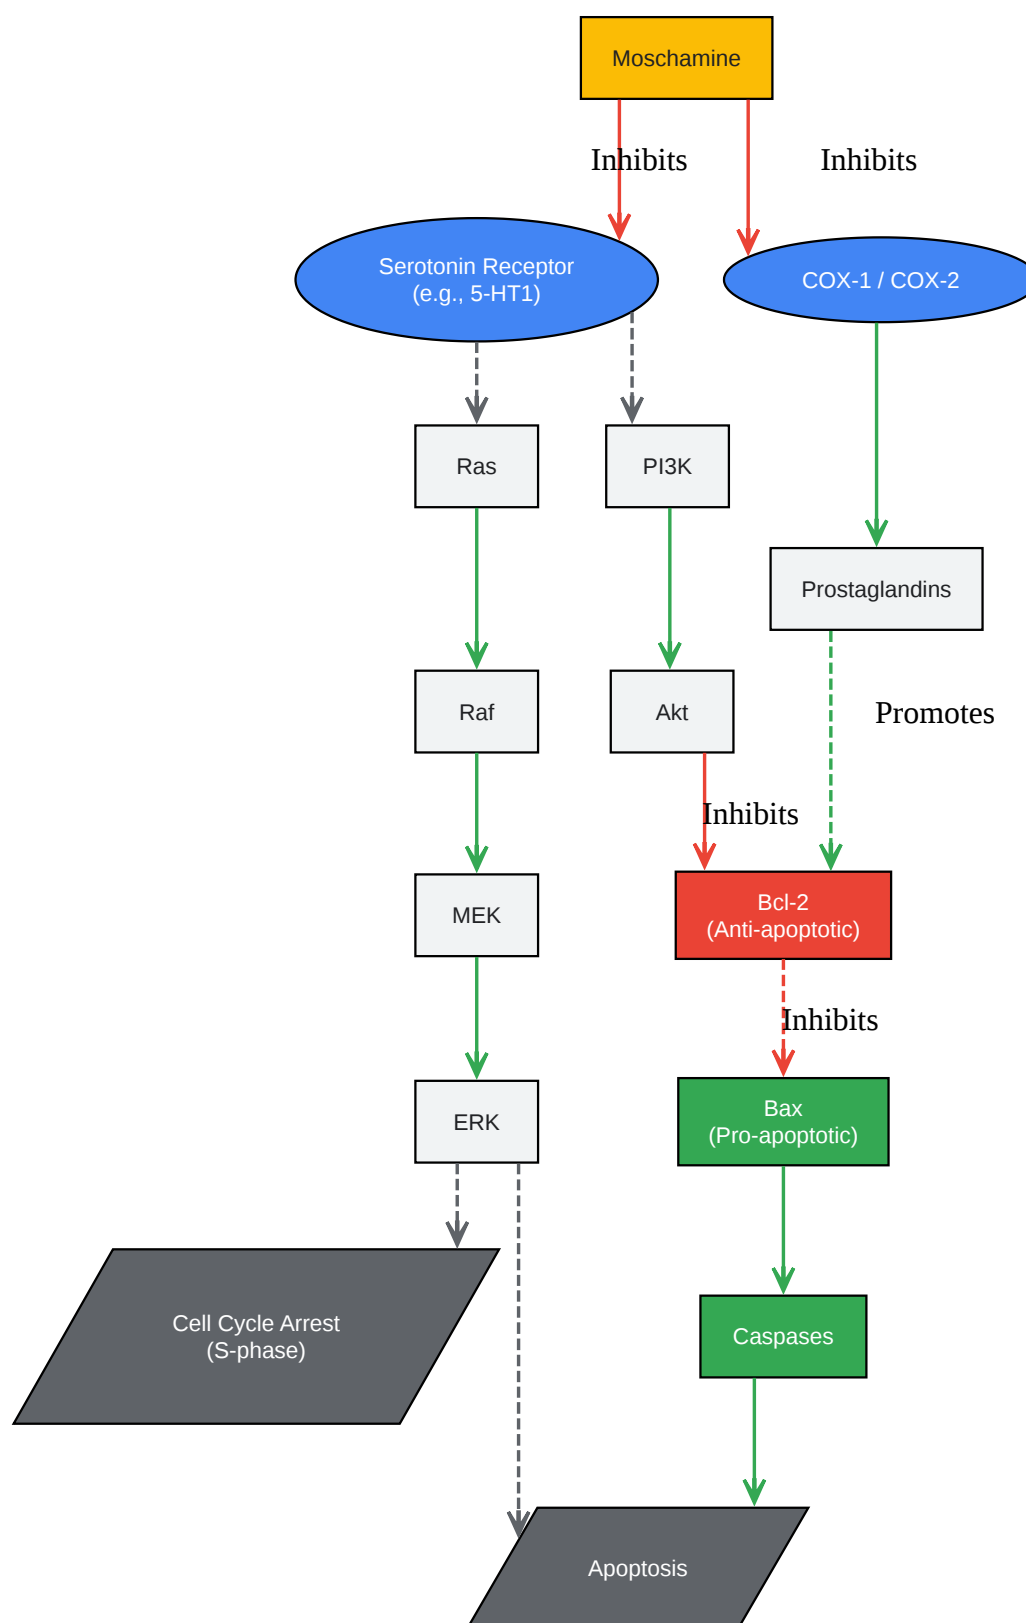 Moschamine
Inhibits
Inhibits
Serotonin Receptor
(e.g., 5-HT1)
COX-1 / COX-2
Ras
PI3K
Prostaglandins
Raf
Akt
Promotes
Inhibits
MEK
Bcl-2
(Anti-apoptotic)
Inhibits
ERK
Bax
(Pro-apoptotic)
Cell Cycle Arrest
(S-phase)
Caspases
Apoptosis